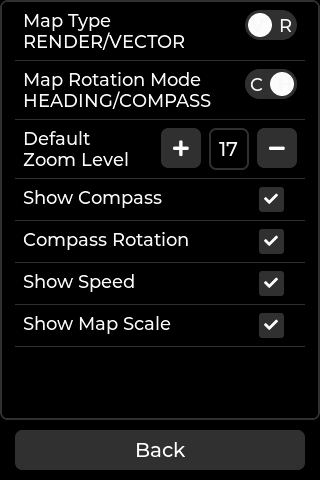 Map Type
RENDER/VECTOR
R
Map Rotation Mode
HEADING/COMPASS
C
Default
Zoom Level
+ 17 −
Show Compass
Compass Rotation
Show Speed
Show Map Scale
Back